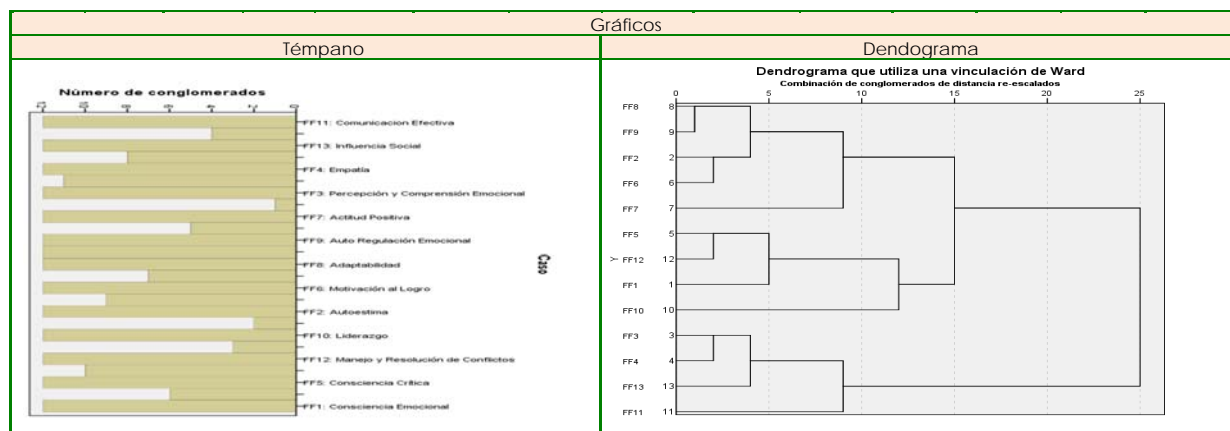 Gráficos
Témpano
Dendograma
Número de conglomerados
FF11: Comunicacion Efectiva
FF13: Influencia Social
FF4: Empatía
FF3: Percepción y Comprensión Emocional
FF7: Actitud Positiva
FF9: Auto Regulación Emocional
FF8: Adaptabilidad
FF6: Motivación al Logro
FF2: Autoestima
FF10: Liderazgo
FF12: Manejo y Resolución de Conflictos
FF5: Consciencia Crítica
FF1: Consciencia Emocional
Caso
Dendrograma que utiliza una vinculación de Ward
Combinación de conglomerados de distancia re-escalados
0 5 10 15 20 25
FF8 8
FF9 9
FF2 2
FF6 6
FF7 7
FF5 5
Y FF12 12
FF1 1
FF10 10
FF3 3
FF4 4
FF13 13
FF11 11